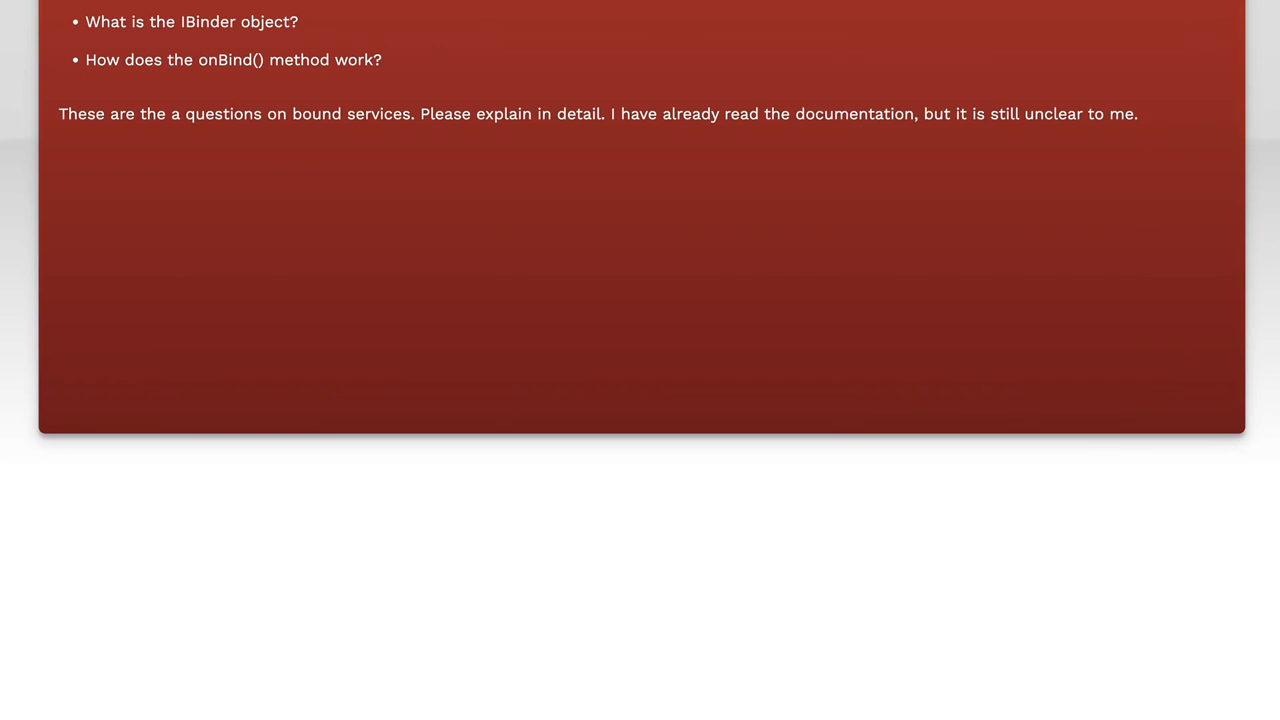 • What is the IBinder object?
• How does the onBind() method work?
These are the a questions on bound services. Please explain in detail. I have already read the documentation, but it is still unclear to me.